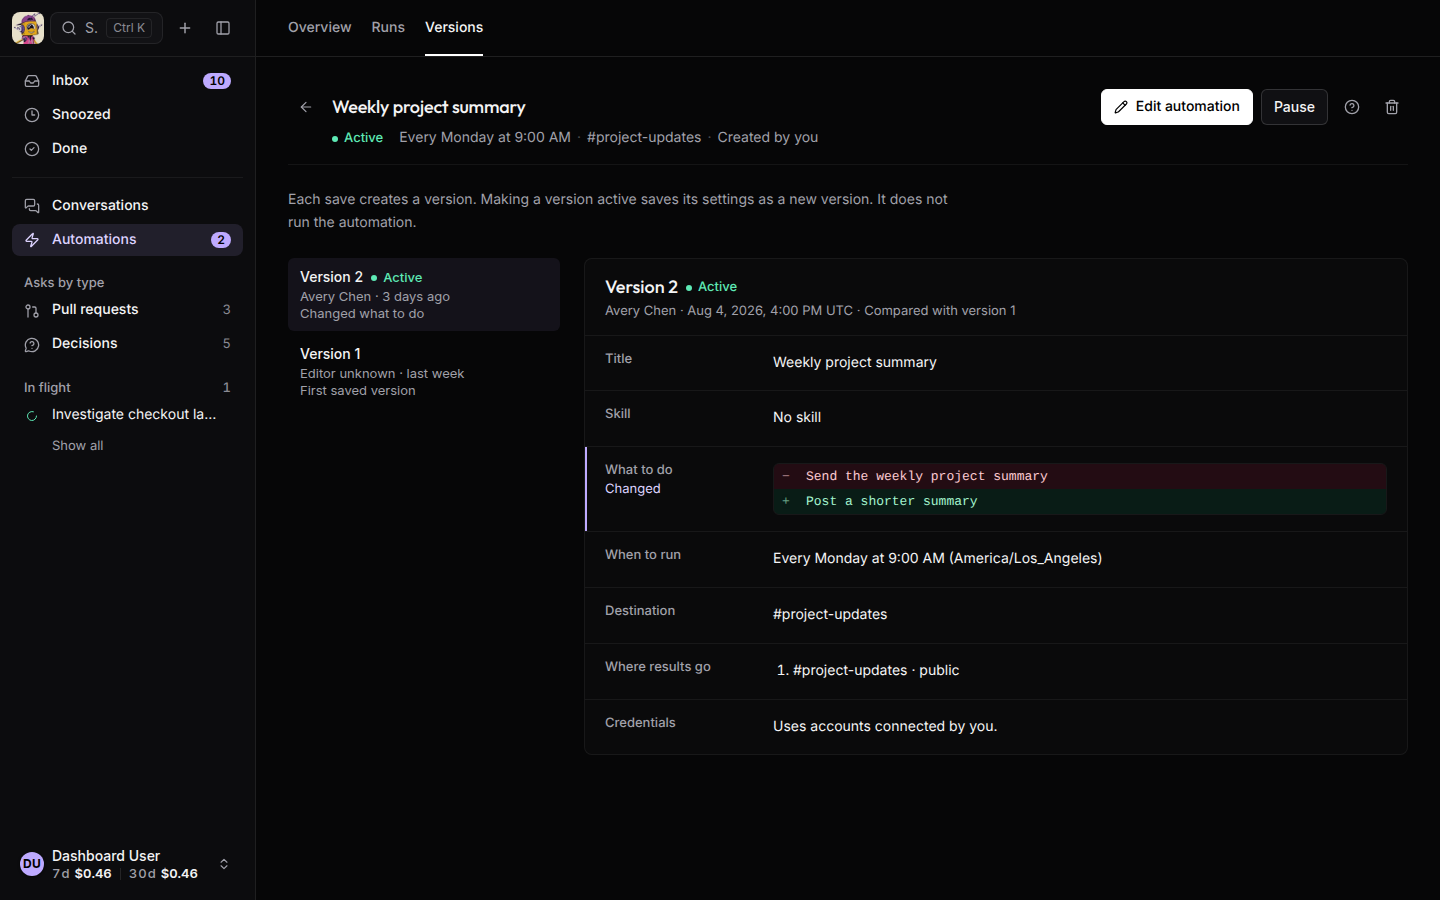 S. Ctrl K
Inbox 10
Snoozed
Done
Conversations
Automations 2
Asks by type
Pull requests 3
Decisions 5
In flight 1
Investigate checkout la...
Show all
DU Dashboard User
7d $0.46 30d $0.46
Overview Runs Versions
Weekly project summary
Edit automation Pause
Active Every Monday at 9:00 AM · #project-updates · Created by you
Each save creates a version. Making a version active saves its settings as a new version. It does not
run the automation.
Version 2 Active
Avery Chen · 3 days ago
Changed what to do
Version 1
Editor unknown · last week
First saved version
Version 2 Active
Avery Chen · Aug 4, 2026, 4:00 PM UTC · Compared with version 1
Title Weekly project summary
Skill No skill
What to do
Changed
− Send the weekly project summary
+ Post a shorter summary
When to run Every Monday at 9:00 AM (America/Los_Angeles)
Destination #project-updates
Where results go 1. #project-updates · public
Credentials Uses accounts connected by you.